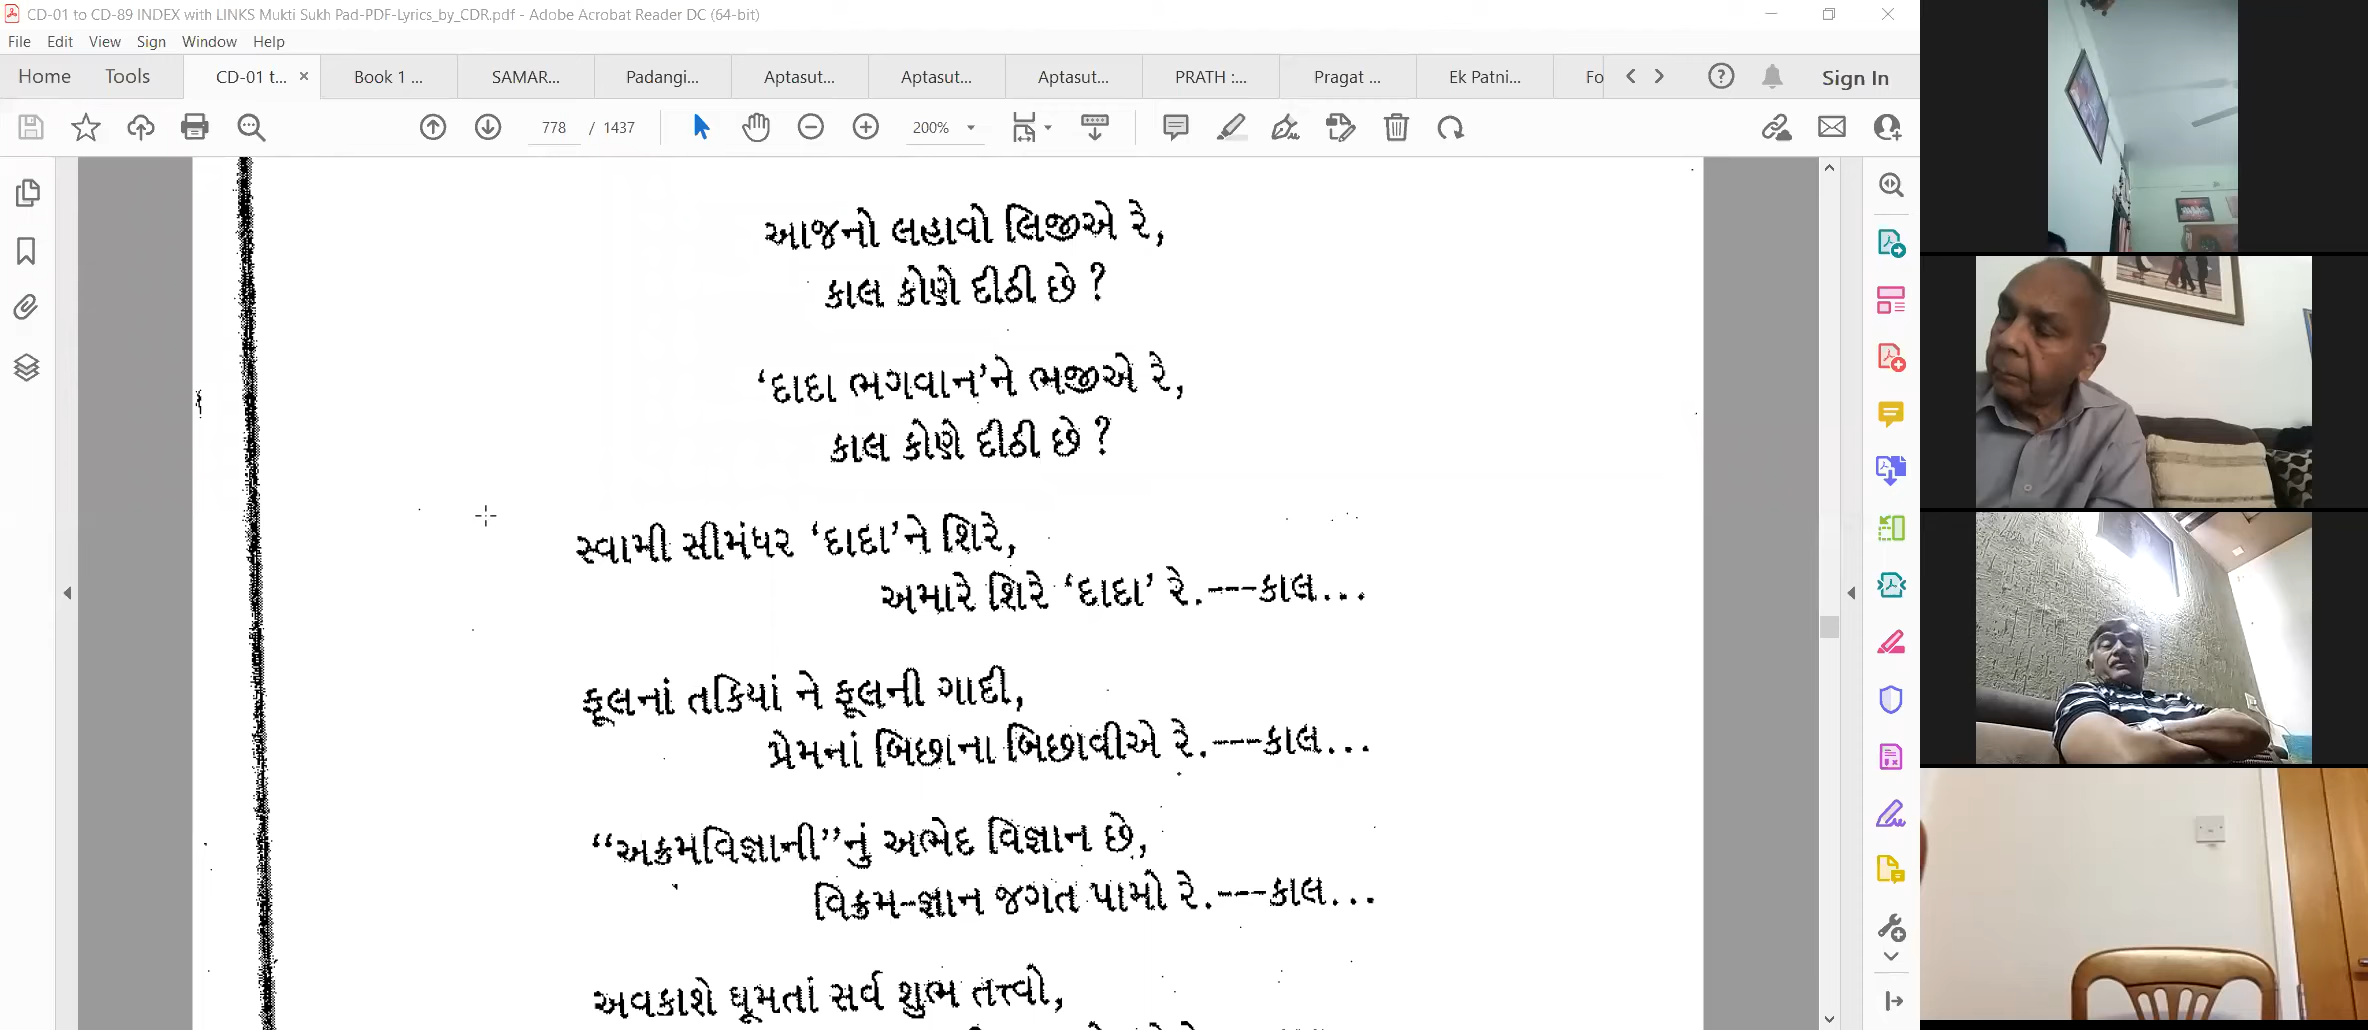 CD-01 to CD-89 INDEX with LINKS Mukti Sukh Pad-PDF-Lyrics_by_CDR.pdf - Adobe Acrobat Reader DC (64-bit)
File Edit View Sign Window Help
Home Tools CD-01 t... Book 1 ... SAMAR... Padangi... Aptasut... Aptasut... Aptasut... PRATH :... Pragat ... Ek Patni... Fo Sign In
778 / 1437 200%
આજનો લહાવો લિજીએ રે,
કાલ કોણે દીઠી છે ?
‘દાદા ભગવાન’ને ભજીએ રે,
કાલ કોણે દીઠી છે ?
સ્વામી સીમંધર ‘દાદા’ને શિરે,
અમારે શિરે ‘દાદા’ રે.---કાલ...
ફૂલનાં તકિયાં ને ફૂલની ગાદી,
પ્રેમનાં બિછાના બિછાવીએ રે.---કાલ...
“અક્રમવિજ્ઞાની”નું અભેદ વિજ્ઞાન છે,
વિક્રમ-જ્ઞાન જગત પામો રે.---કાલ...
અવકાશે ઘૂમતાં સર્વ શુભ તત્ત્વો,